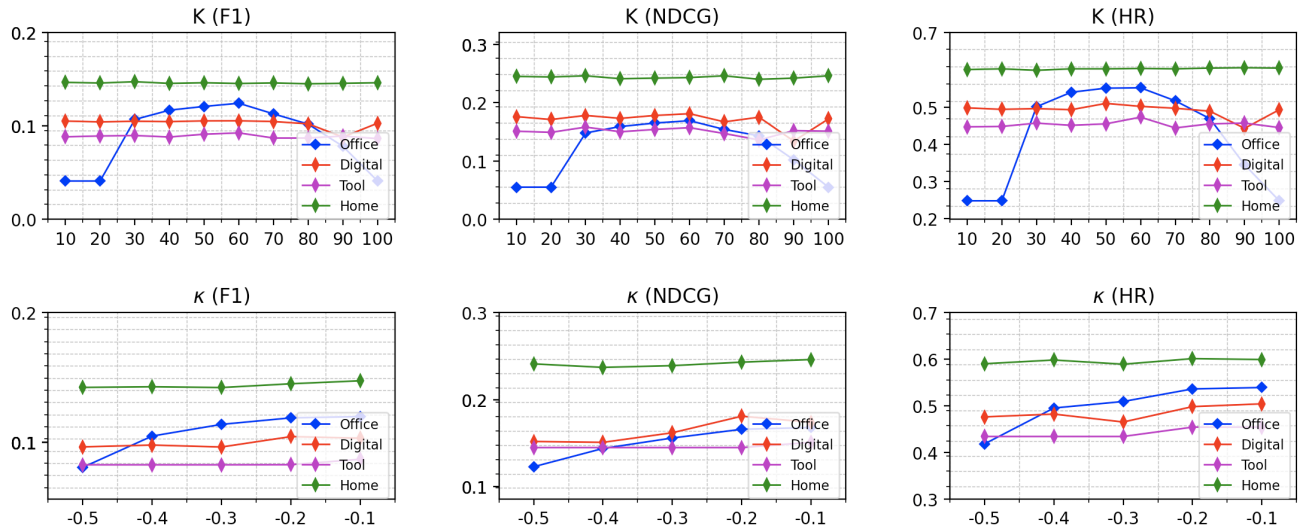 K (F1)
0.2
0.1
0.0
10 20 30 40 50 60 70 80 90 100
Office
Digital
Tool
Home
K (NDCG)
0.3
0.2
0.1
0.0
10 20 30 40 50 60 70 80 90 100
Office
Digital
Tool
Home
K (HR)
0.7
0.5
0.4
0.3
0.2
10 20 30 40 50 60 70 80 90 100
Office
Digital
Tool
Home
κ (F1)
0.2
0.1
-0.5 -0.4 -0.3 -0.2 -0.1
Office
Digital
Tool
Home
κ (NDCG)
0.3
0.2
0.1
-0.5 -0.4 -0.3 -0.2 -0.1
Office
Digital
Tool
Home
κ (HR)
0.7
0.6
0.5
0.4
0.3
-0.5 -0.4 -0.3 -0.2 -0.1
Office
Digital
Tool
Home